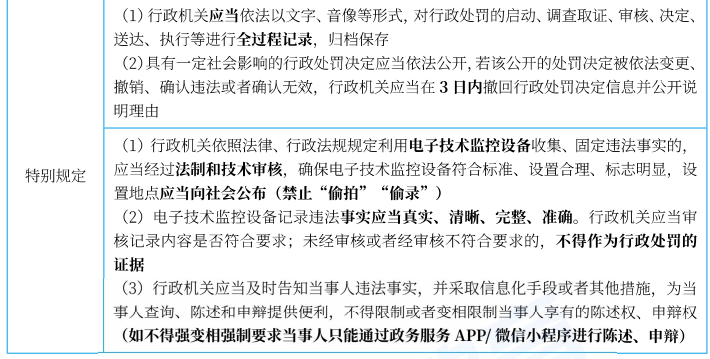 （1）行政机关应当依法以文字、音像等形式，对行政处罚的启动、调查取证、审核、决定、
送达、执行等进行全过程记录，归档保存
（2）具有一定社会影响的行政处罚决定应当依法公开，若该公开的处罚决定被依法变更、
撤销、确认违法或者确认无效，行政机关应当在 3 日内撤回行政处罚决定信息并公开说
明理由
特别规定
（1）行政机关依照法律、行政法规规定利用电子技术监控设备收集、固定违法事实的，
应当经过法制和技术审核，确保电子技术监控设备符合标准、设置合理、标志明显，设
置地点应当向社会公布（禁止“偷拍”“偷录”）
（2）电子技术监控设备记录违法事实应当真实、清晰、完整、准确。行政机关应当审
核记录内容是否符合要求；未经审核或者经审核不符合要求的，不得作为行政处罚的
证据
（3）行政机关应当及时告知当事人违法事实，并采取信息化手段或者其他措施，为当
事人查询、陈述和申辩提供便利，不得限制或者变相限制当事人享有的陈述权、申辩权
（如不得强变相强制要求当事人只能通过政务服务 APP/ 微信小程序进行陈述、申辩）